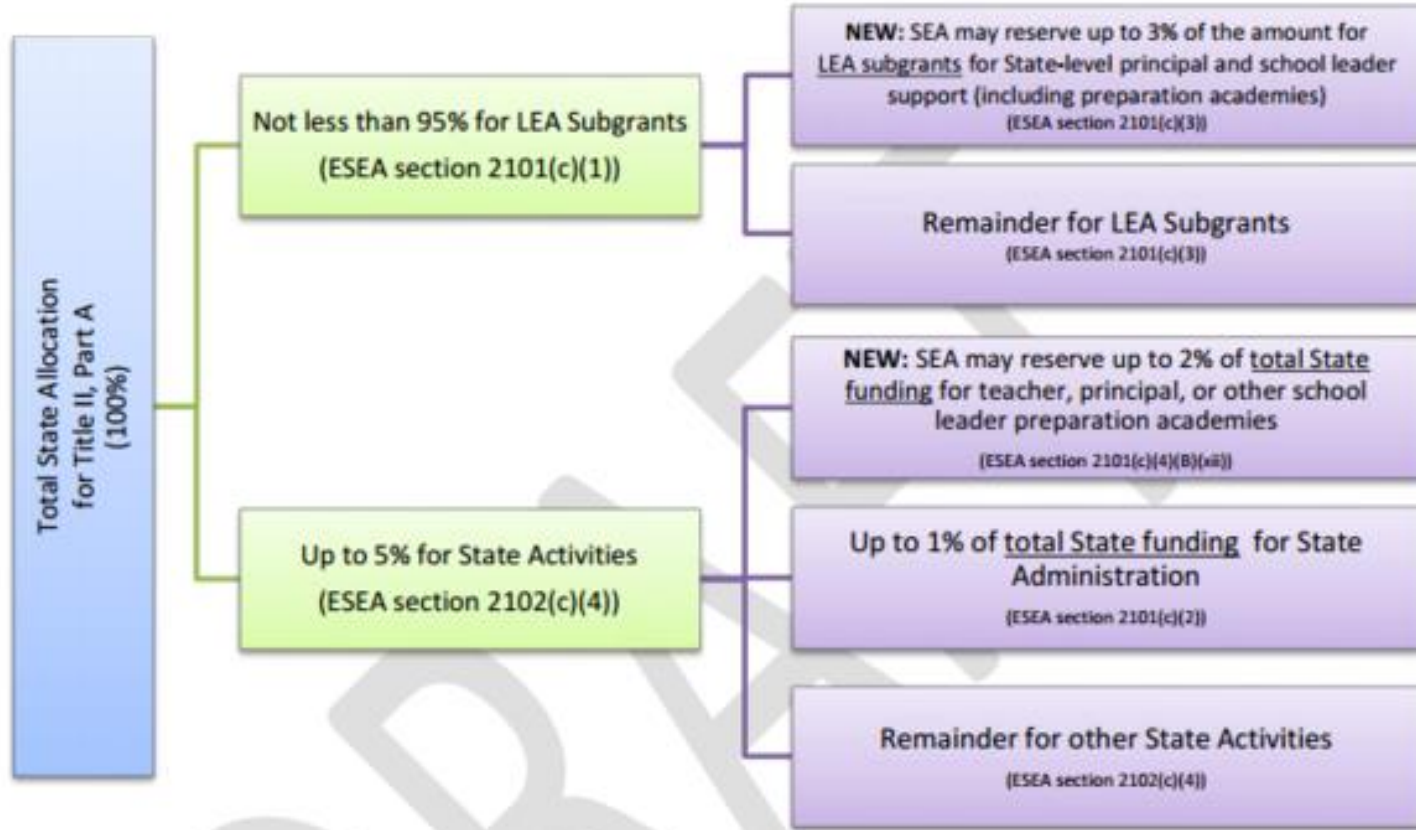 Total State Allocation
for Title II, Part A
(100%)
Not less than 95% for LEA Subgrants
(ESEA section 2101(c)(1))
NEW: SEA may reserve up to 3% of the amount for
LEA subgrants for State-level principal and school leader
support (including preparation academies)
(ESEA section 2101(c)(3))
Remainder for LEA Subgrants
(ESEA section 2101(c)(3))
Up to 5% for State Activities
(ESEA section 2102(c)(4))
NEW: SEA may reserve up to 2% of total State
funding for teacher, principal, or other school
leader preparation academies
(ESEA section 2101(c)(4)(B)(xii))
Up to 1% of total State funding for State
Administration
(ESEA section 2101(c)(2))
Remainder for other State Activities
(ESEA section 2102(c)(4))